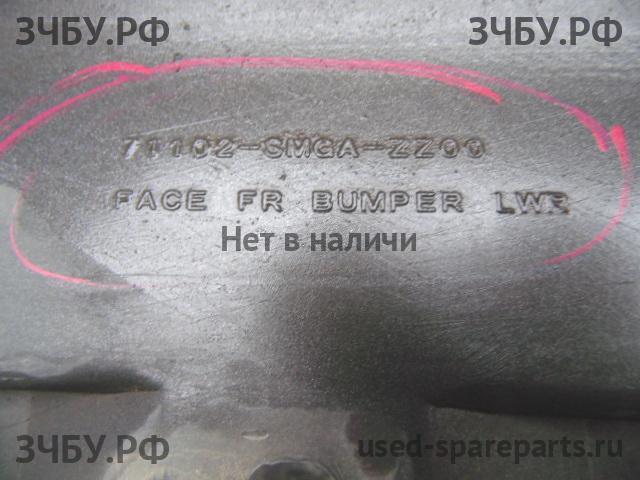 ЗЧБУ.РФ ЗЧБУ.РФ
71102-SMGA-ZZ00
FACE FR BUMPER LWR
Нет в наличи
ЗЧБУ.РФ used-spareparts.ru